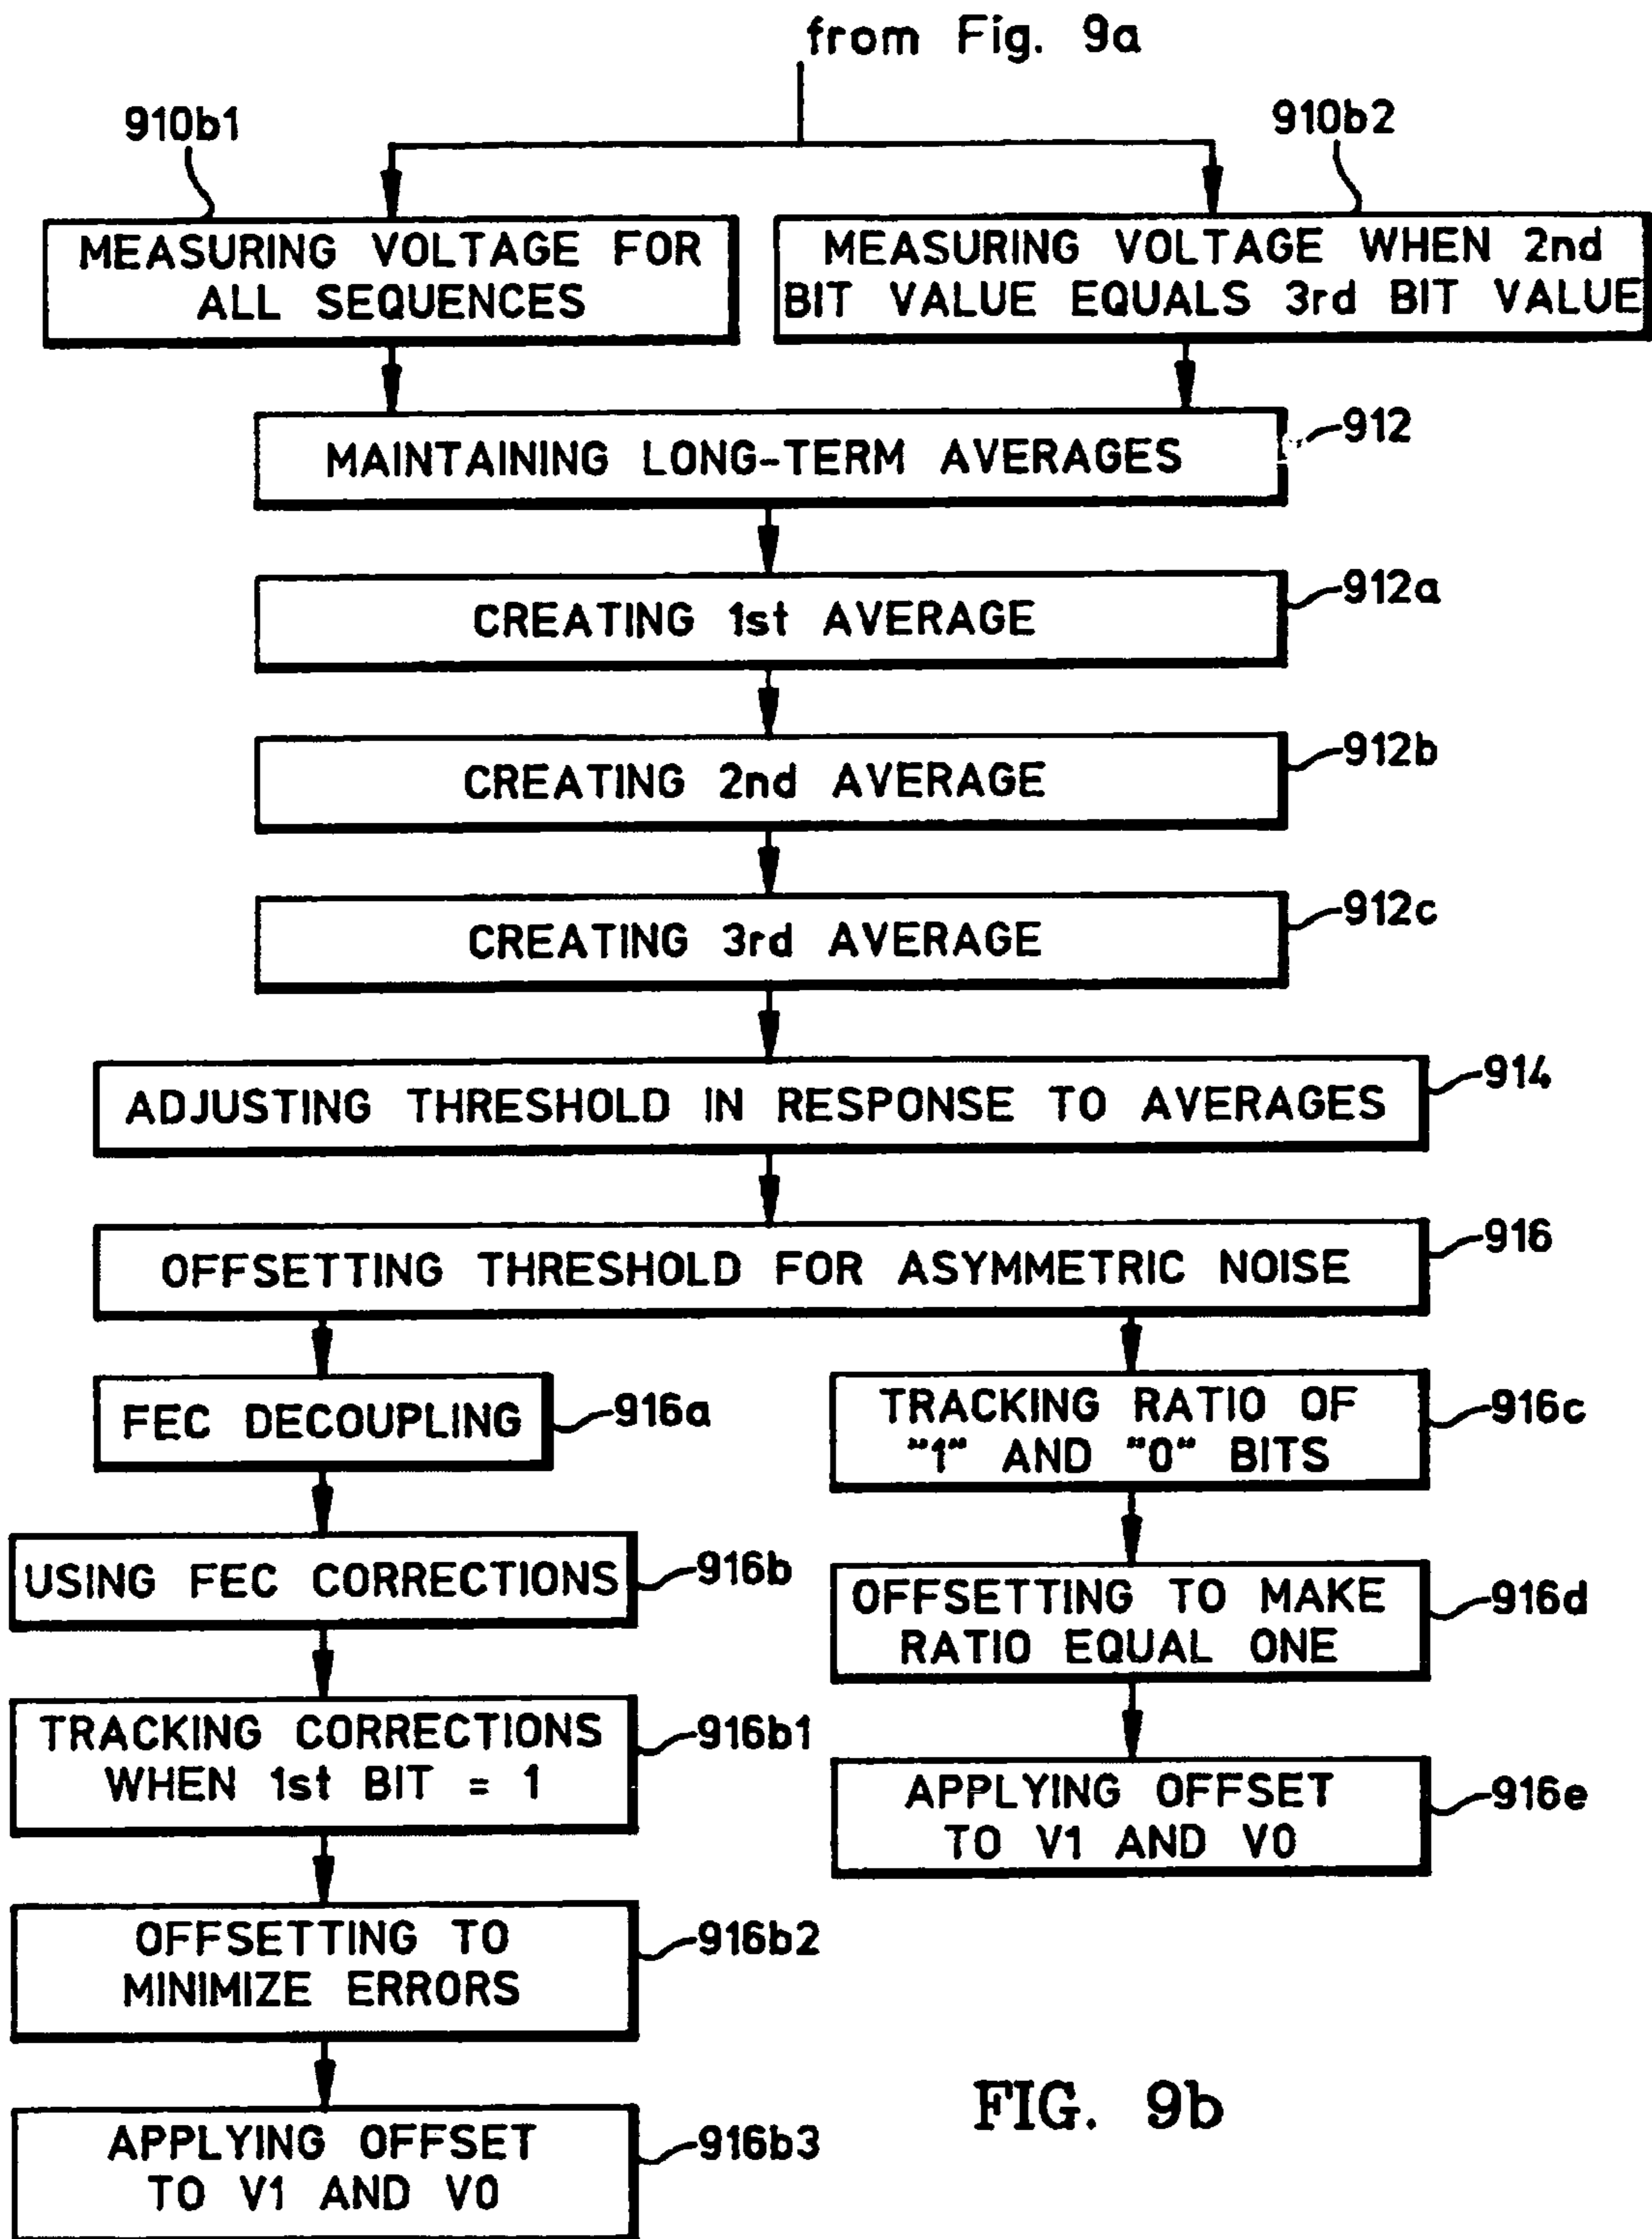 from Fig. 9a
910b1
910b2
MEASURING VOLTAGE FOR
ALL SEQUENCES
MEASURING VOLTAGE WHEN 2nd
BIT VALUE EQUALS 3rd BIT VALUE
MAINTAINING LONG-TERM AVERAGES
912
CREATING 1st AVERAGE
912a
CREATING 2nd AVERAGE
912b
CREATING 3rd AVERAGE
912c
ADJUSTING THRESHOLD IN RESPONSE TO AVERAGES
914
OFFSETTING THRESHOLD FOR ASYMMETRIC NOISE
916
FEC DECOUPLING
916a
TRACKING RATIO OF
"1" AND "0" BITS
916c
USING FEC CORRECTIONS
916b
OFFSETTING TO MAKE
RATIO EQUAL ONE
916d
TRACKING CORRECTIONS
WHEN 1st BIT = 1
916b1
APPLYING OFFSET
TO V1 AND V0
916e
OFFSETTING TO
MINIMIZE ERRORS
916b2
APPLYING OFFSET
TO V1 AND V0
916b3
FIG. 9b